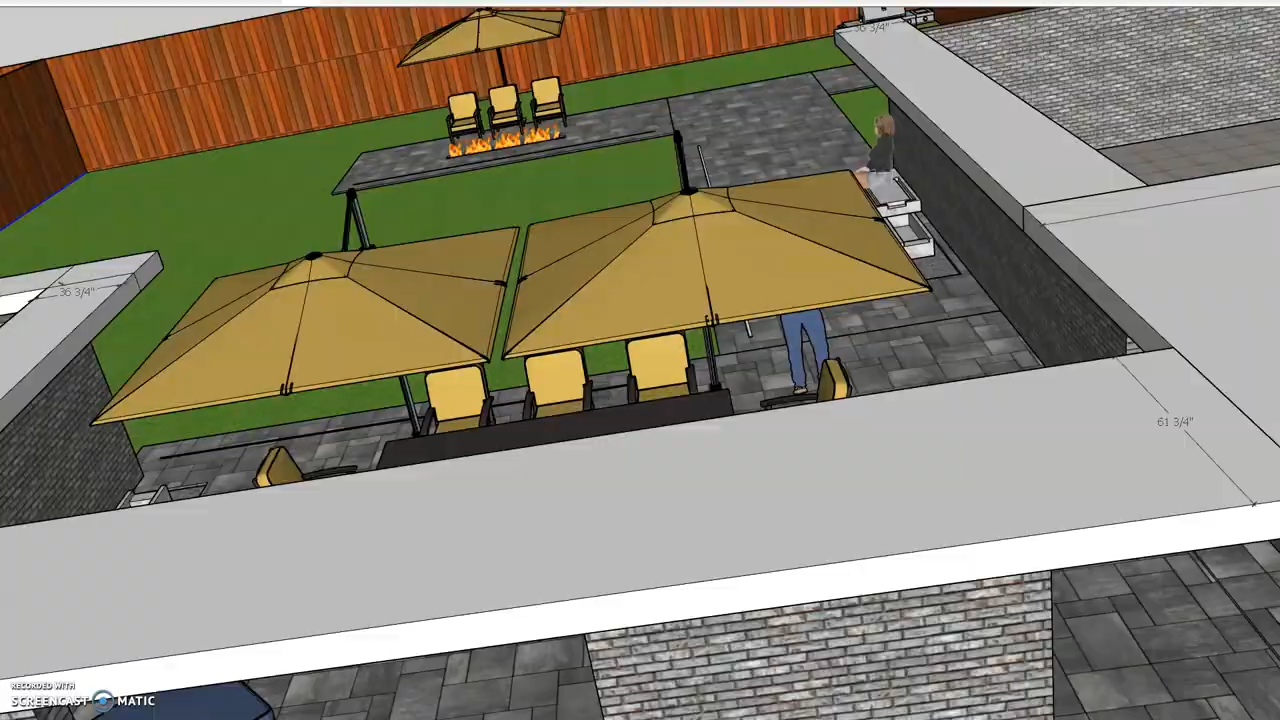 36 3/4"
36 3/4"
61 3/4"
RECORDED WITH
SCREENCAST MATIC